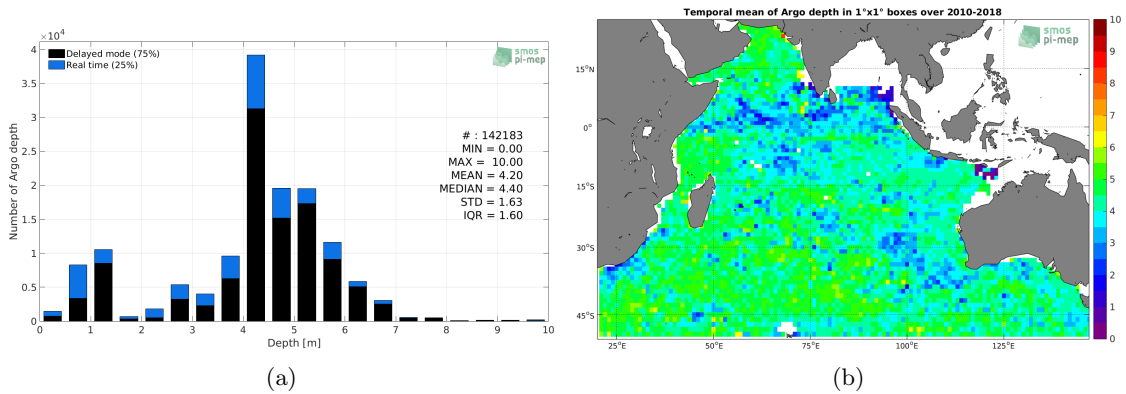 ×10⁴
4
3.5
3
2.5
2
1.5
1
0.5
0
Number of Argo depth
Delayed mode (75%)
Real time (25%)
smos
pi-mep
# : 142183
MIN = 0.00
MAX = 10.00
MEAN = 4.20
MEDIAN = 4.40
STD = 1.63
IQR = 1.60
0 1 2 3 4 5 6 7 8 9 10
Depth [m]
(a)
Temporal mean of Argo depth in 1°x1° boxes over 2010-2018
smos
pi-mep
15°N
0°
15°S
30°S
45°S
25°E 50°E 75°E 100°E 125°E
10
9
8
7
6
5
4
3
2
1
0
(b)